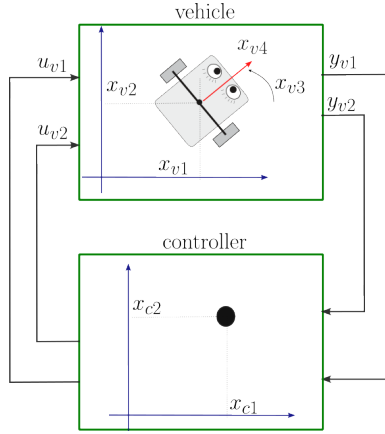 vehicle
u_{v1}
x_{v4}
y_{v1}
x_{v2}
x_{v3}
y_{v2}
u_{v2}
x_{v1}
controller
x_{c2}
x_{c1}